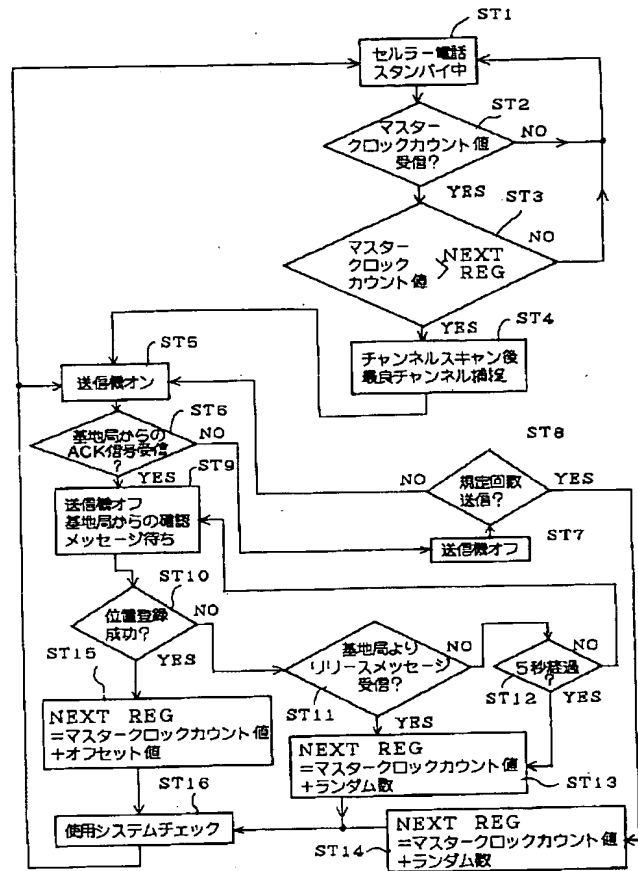 ST1
セルラー電話
スタンバイ中
ST2
マスター
クロックカウント値
受信?
NO
YES
ST3
マスター
クロック
カウント値
> NEXT
REG
NO
YES
ST4
チャンネルスキャン後
最良チャンネル捕捉
ST5
送信機オン
ST6
基地局からの
ACK信号受信
?
NO
YES
ST9
送信機オフ
基地局からの確認
メッセージ待ち
ST8
規定回数
送信?
NO
YES
ST7
送信機オフ
ST10
位置登録
成功?
NO
YES
ST11
基地局より
リリースメッセージ
受信?
NO
YES
ST12
5秒経過
?
NO
YES
ST15
NEXT REG
=マスタークロックカウント値
+オフセット値
NEXT REG
=マスタークロックカウント値
+ランダム数
ST13
ST16
使用システムチェック
NEXT REG
=マスタークロックカウント値
+ランダム数
ST14